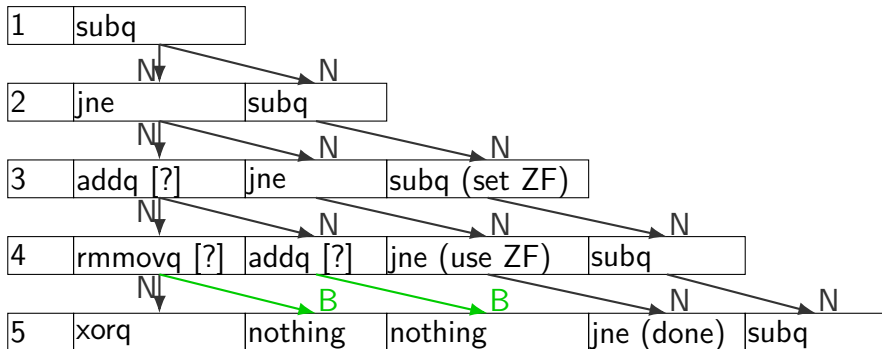 1 subq
N N
2 jne subq
N N N
3 addq [?] jne subq (set ZF)
N N N N
4 rmmovq [?] addq [?] jne (use ZF) subq
N B B N N
5 xorq nothing nothing jne (done) subq